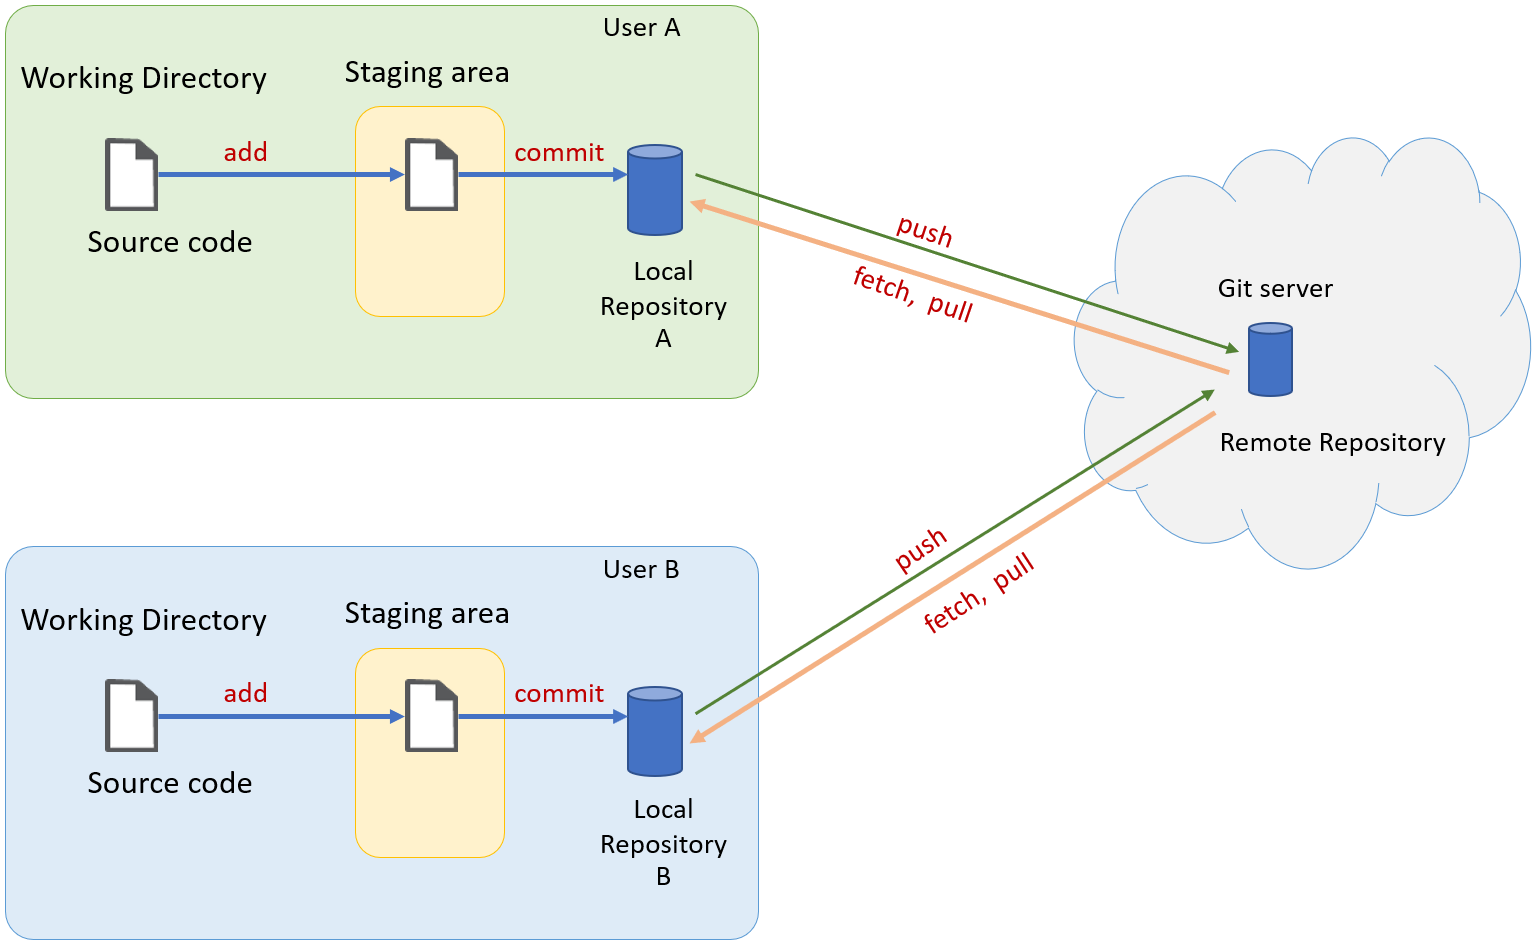 User A
Working Directory
Staging area
add
commit
Source code
Local
Repository
A
push
fetch, pull
Git server
Remote Repository
User B
Working Directory
Staging area
add
commit
Source code
Local
Repository
B
push
fetch, pull